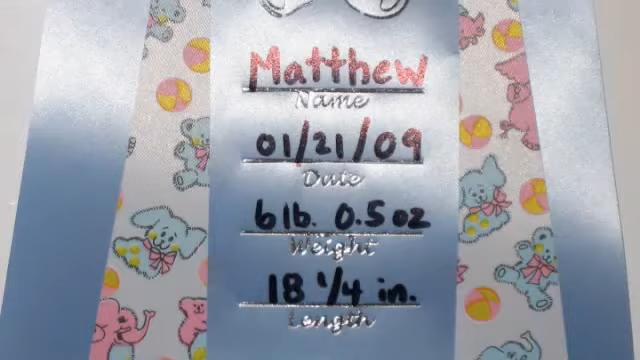 Matthew
Name
01/21/09
Date
6 lb. 0.5 oz
Weight
18 1/4 in.
Length